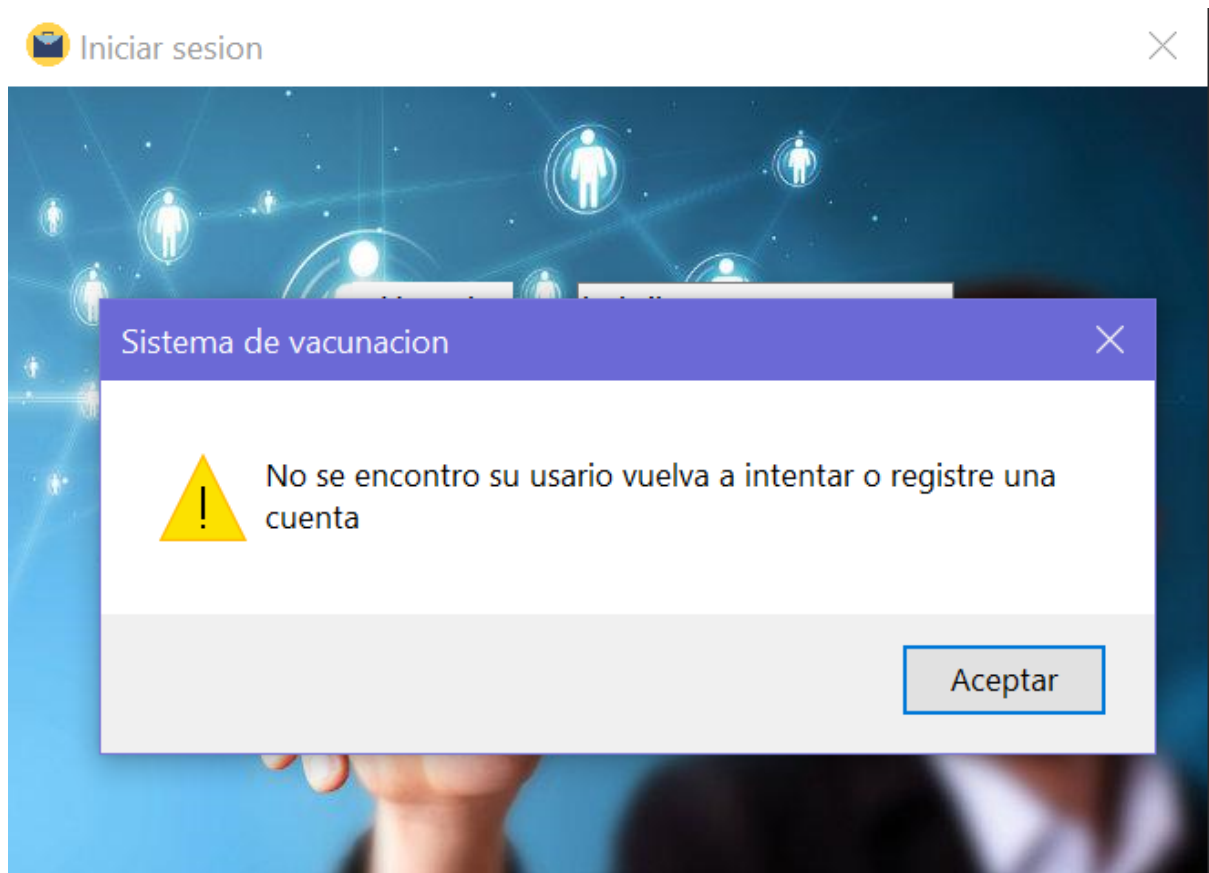 Iniciar sesion
Sistema de vacunacion
No se encontro su usario vuelva a intentar o registre una
cuenta
Aceptar